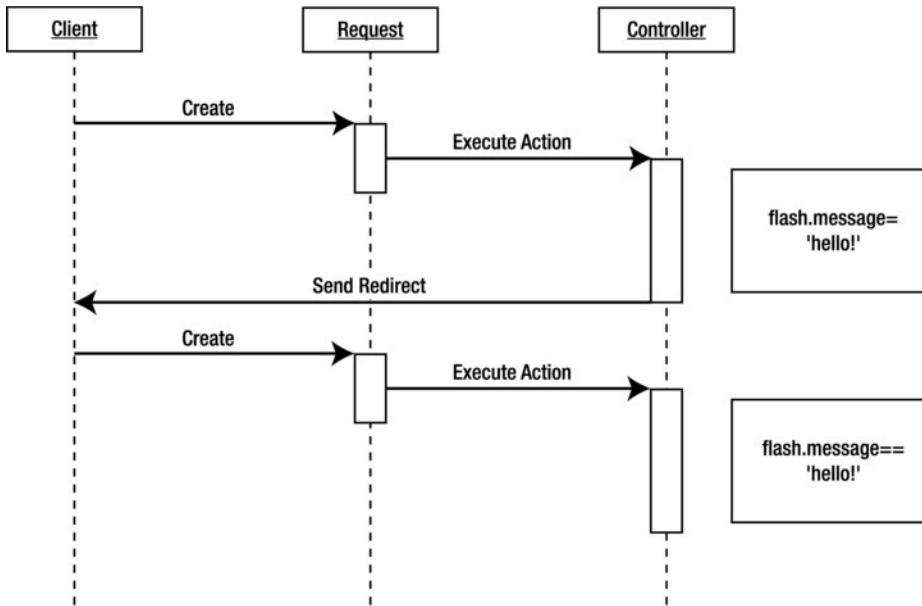 Client
Request
Controller
Create
Execute Action
flash.message=
'hello!'
Send Redirect
Create
Execute Action
flash.message==
'hello!'